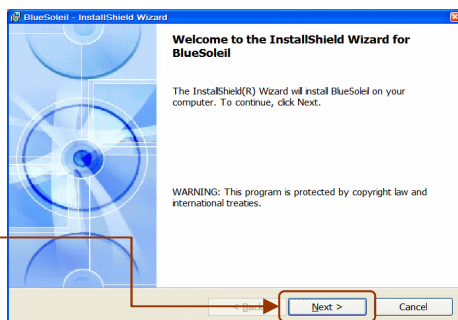 BlueSoleil - InstallShield Wizard
Welcome to the InstallShield Wizard for
BlueSoleil
The InstallShield(R) Wizard will install BlueSoleil on your
computer. To continue, click Next.
WARNING: This program is protected by copyright law and
international treaties.
< Back
Next >
Cancel